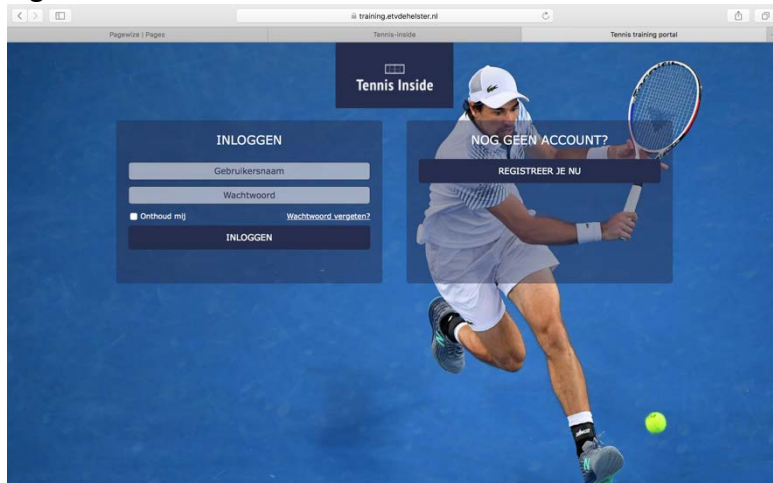 training.etvdehelster.nl
Pagewize | Pages
Tennis-inside
Tennis training portal
Tennis Inside
INLOGGEN
Gebruikersnaam
Wachtwoord
Onthoud mij
Wachtwoord vergeten?
INLOGGEN
NOG GEEN ACCOUNT?
REGISTREER JE NU